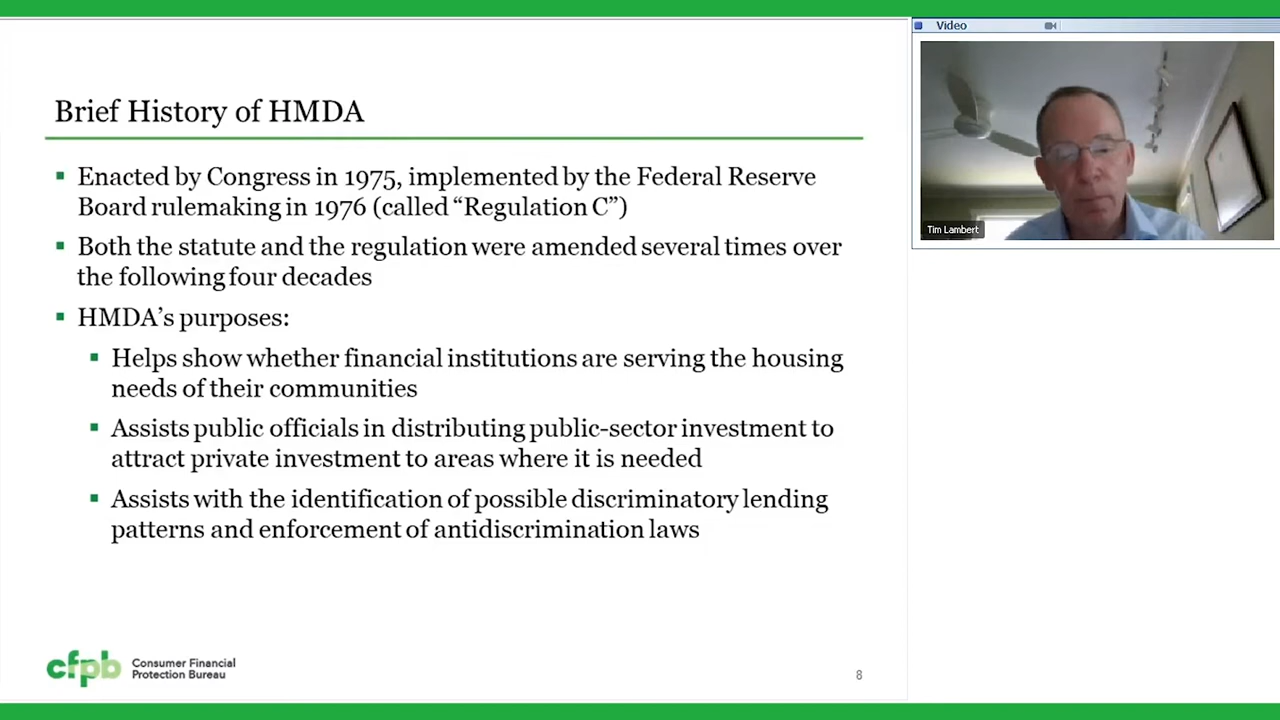 Video
Brief History of HMDA
Enacted by Congress in 1975, implemented by the Federal Reserve
Board rulemaking in 1976 (called “Regulation C”)
Both the statute and the regulation were amended several times over
the following four decades
HMDA’s purposes:
Helps show whether financial institutions are serving the housing
needs of their communities
Assists public officials in distributing public-sector investment to
attract private investment to areas where it is needed
Assists with the identification of possible discriminatory lending
patterns and enforcement of antidiscrimination laws
Tim Lambert
cfpb
Consumer Financial
Protection Bureau
8